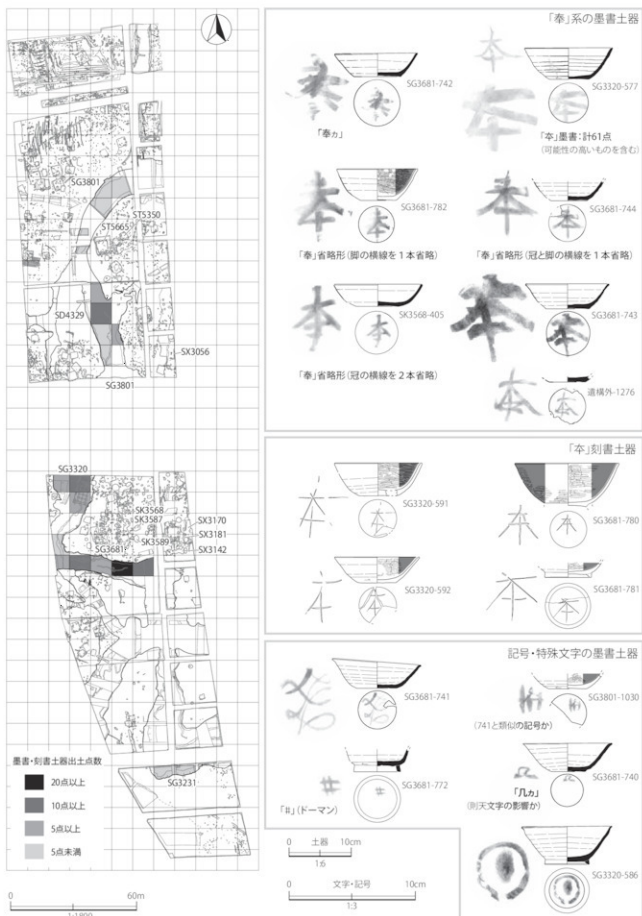 SG3801
ST5350
ST5665
SD4329
SX3056
SG3801
SG3320
SK3568
SK3587
SX3170
SX3181
SK3589
SG3681
SX3142
SG3231
墨書・刻書土器出土点数
20点以上
10点以上
5点以上
5点未満
0 60m
1:1800
「奉」系の墨書土器
SG3681-742
「奉ヵ」
SG3320-577
「夲」墨書：計61点
(可能性の高いものを含む)
SG3681-782
「奉」省略形(脚の横線を1本省略)
SG3681-744
「奉」省略形(冠と脚の横線を1本省略)
SK3568-405
「奉」省略形(冠の横線を2本省略)
SG3681-743
遺構外-1276
「夲」刻書土器
SG3320-591
SG3681-780
SG3320-592
SG3681-781
記号・特殊文字の墨書土器
SG3681-741
SG3801-1030
(741と類似の記号か)
SG3681-772
「⌗」(ドーマン)
SG3681-740
「几ヵ」
(則天文字の影響か)
SG3320-586
0 土器 10cm
1:6
0 文字・記号 10cm
1:3